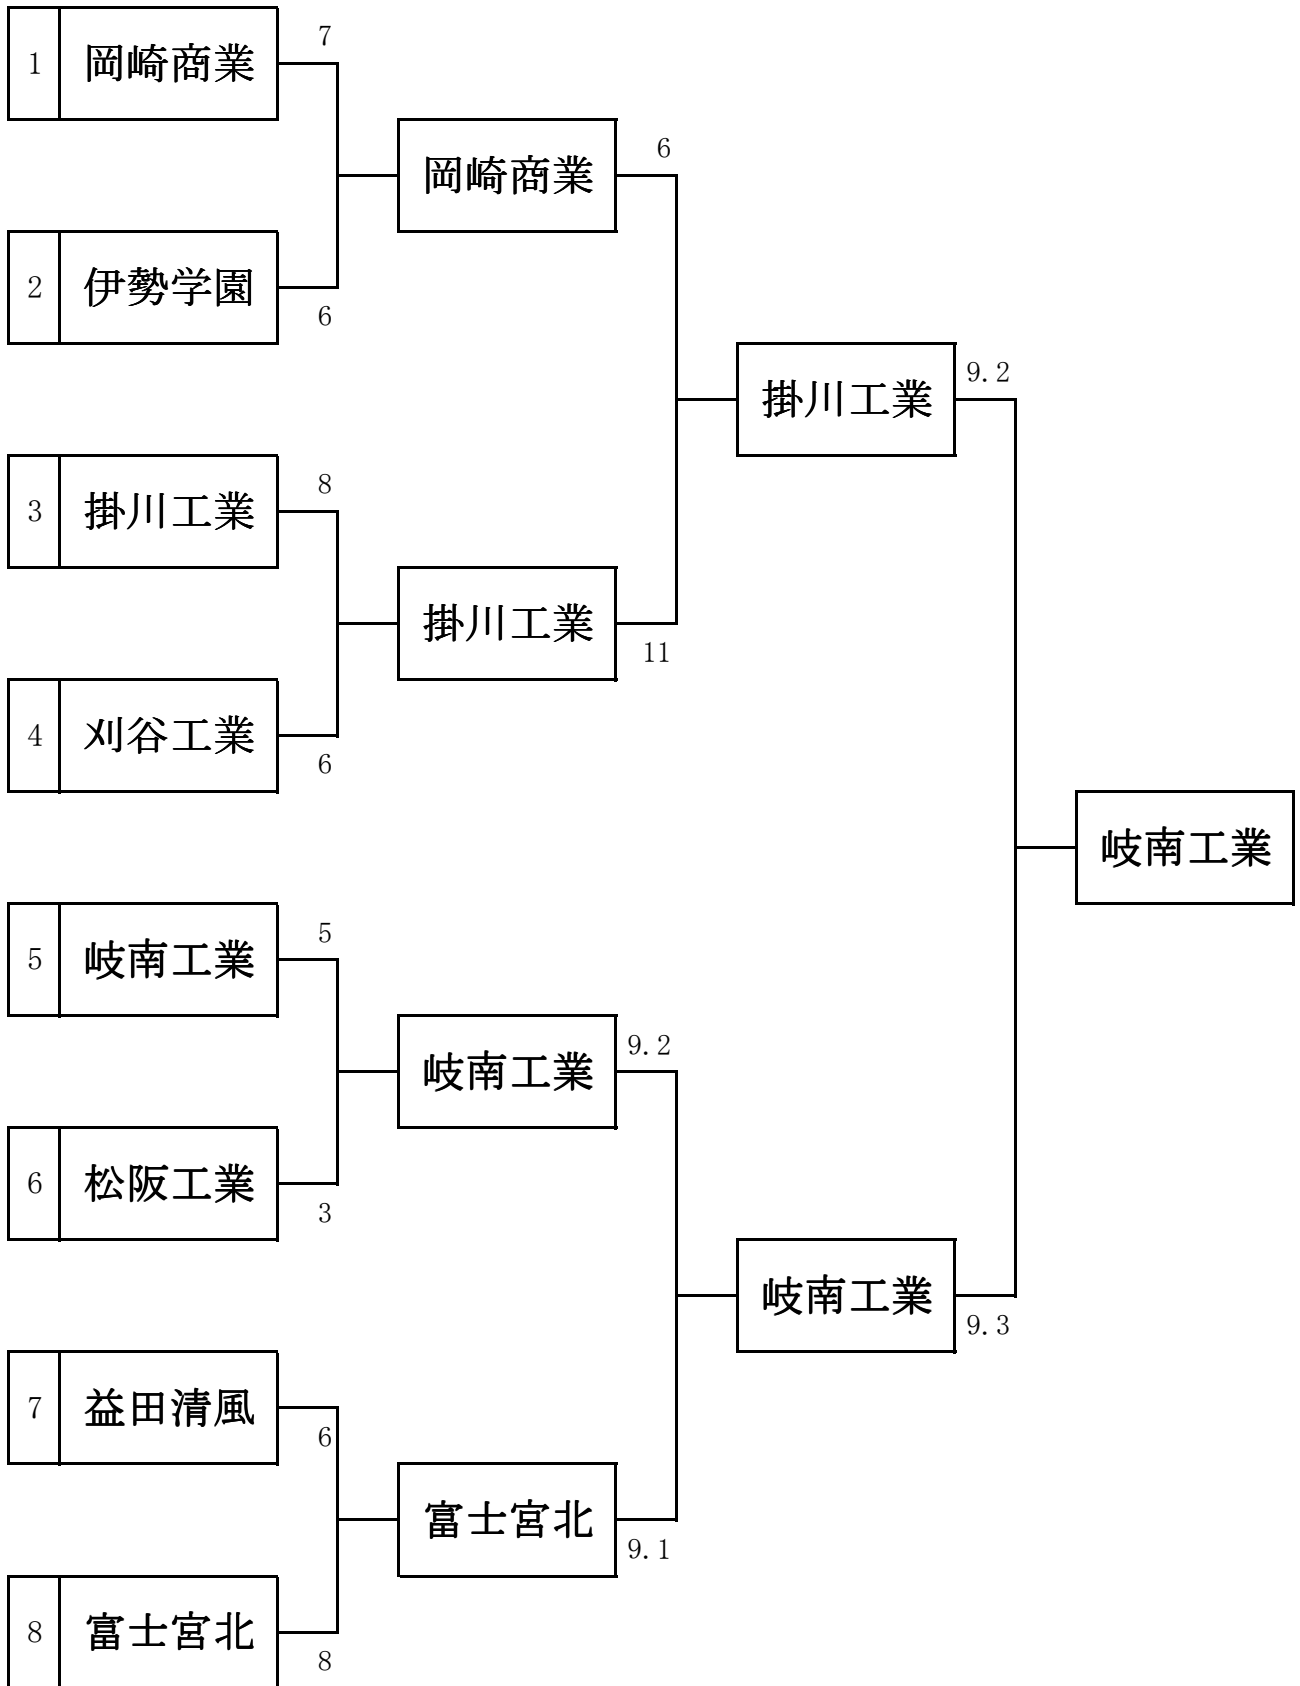 7
1 岡崎商業
岡崎商業 6
2 伊勢学園
6
掛川工業 9.2
8
3 掛川工業
掛川工業
11
4 刈谷工業
6
岐南工業
5
5 岐南工業
岐南工業 9.2
6 松阪工業
3
岐南工業
9.3
7 益田清風
6
富士宮北
9.1
8 富士宮北
8